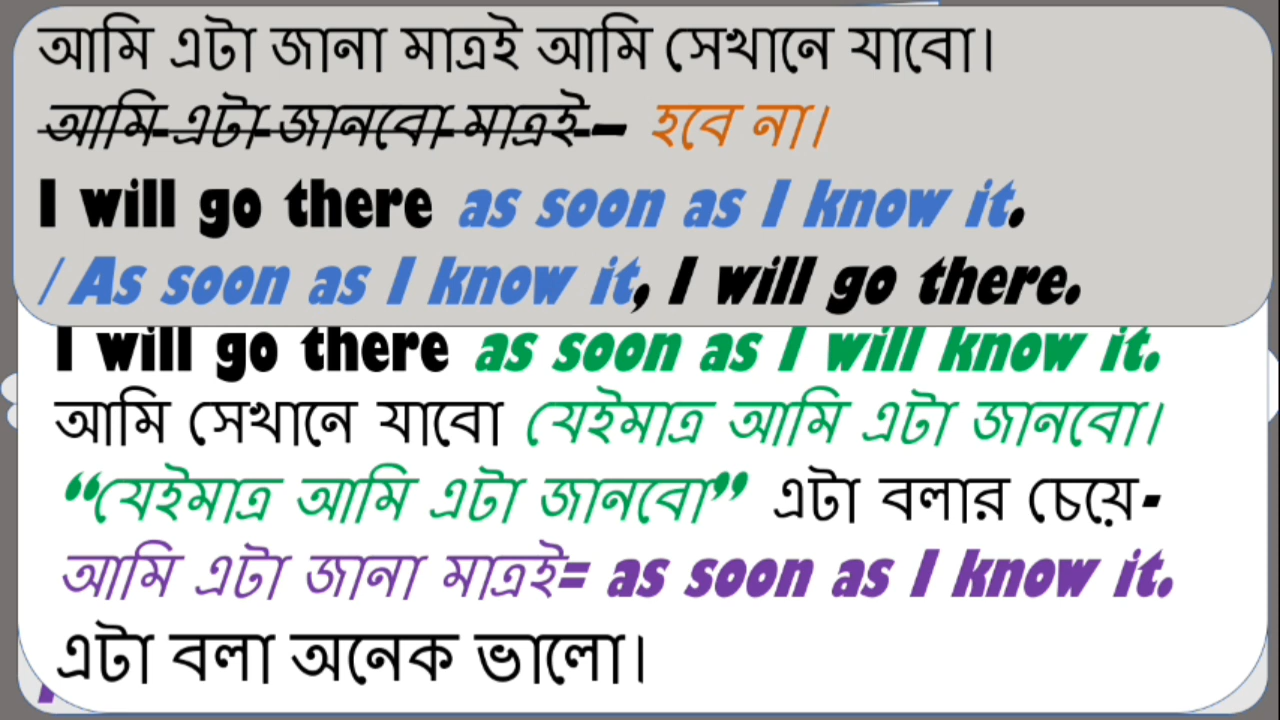 আমি এটা জানা মাত্রই আমি সেখানে যাবো।
আমি এটা জানবো মাত্রই – হবে না।
I will go there as soon as I know it.
/ As soon as I know it, I will go there.
I will go there as soon as I will know it.
আমি সেখানে যাবো যেইমাত্র আমি এটা জানবো।
“যেইমাত্র আমি এটা জানবো” এটা বলার চেয়ে-
আমি এটা জানা মাত্রই= as soon as I know it.
এটা বলা অনেক ভালো।